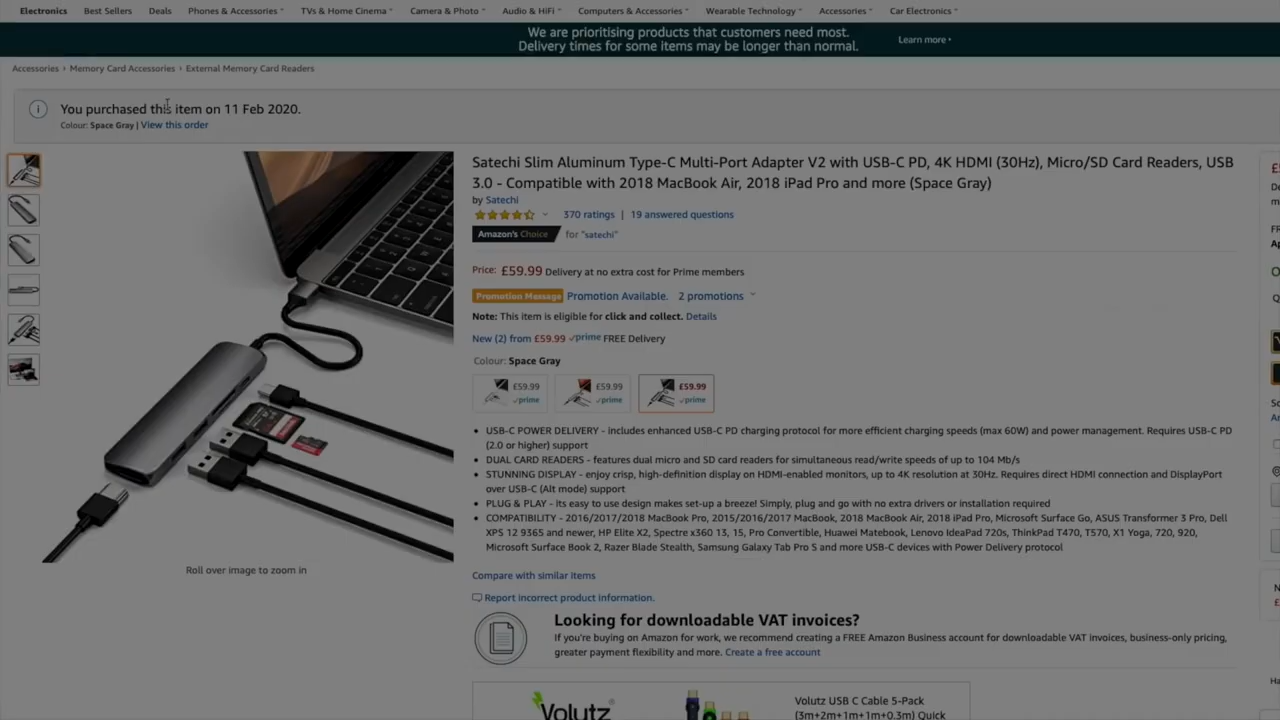 Electronics Best Sellers Deals Phones & Accessories TVs & Home Cinema Camera & Photo Audio & HiFi Computers & Accessories Wearable Technology Accessories Car Electronics
We are prioritising products that customers need most.
Delivery times for some items may be longer than normal.
Learn more
Accessories › Memory Card Accessories › External Memory Card Readers
You purchased this item on 11 Feb 2020.
Colour: Space Gray | View this order
Satechi Slim Aluminum Type-C Multi-Port Adapter V2 with USB-C PD, 4K HDMI (30Hz), Micro/SD Card Readers, USB
3.0 - Compatible with 2018 MacBook Air, 2018 iPad Pro and more (Space Gray)
by Satechi
370 ratings | 19 answered questions
Amazon's Choice for "satechi"
Price: £59.99 Delivery at no extra cost for Prime members
Promotion Message Promotion Available. 2 promotions
Note: This item is eligible for click and collect. Details
New (2) from £59.99 prime FREE Delivery
Colour: Space Gray
£59.99 £59.99 £59.99
prime prime prime
• USB-C POWER DELIVERY - includes enhanced USB-C PD charging protocol for more efficient charging speeds (max 60W) and power management. Requires USB-C PD
(2.0 or higher) support
• DUAL CARD READERS - features dual micro and SD card readers for simultaneous read/write speeds of up to 104 Mb/s
• STUNNING DISPLAY - enjoy crisp, high-definition display on HDMI-enabled monitors, up to 4K resolution at 30Hz. Requires direct HDMI connection and DisplayPort
over USB-C (Alt mode) support
• PLUG & PLAY - its easy to use design makes set-up a breeze! Simply, plug and go with no extra drivers or installation required
• COMPATIBILITY - 2016/2017/2018 MacBook Pro, 2015/2016/2017 MacBook, 2018 MacBook Air, 2018 iPad Pro, Microsoft Surface Go, ASUS Transformer 3 Pro, Dell
XPS 12 9365 and newer, HP Elite X2, Spectre x360 13, 15, Pro Convertible, Huawei Matebook, Lenovo IdeaPad 720s, ThinkPad T470, T570, X1 Yoga, 720, 920,
Microsoft Surface Book 2, Razer Blade Stealth, Samsung Galaxy Tab Pro S and more USB-C devices with Power Delivery protocol
Roll over image to zoom in
Compare with similar items
Report incorrect product information.
Looking for downloadable VAT invoices?
If you're buying on Amazon for work, we recommend creating a FREE Amazon Business account for downloadable VAT invoices, business-only pricing,
greater payment flexibility and more. Create a free account
Volutz
Volutz USB C Cable 5-Pack
(3m+2m+1m+1m+0.3m) Quick